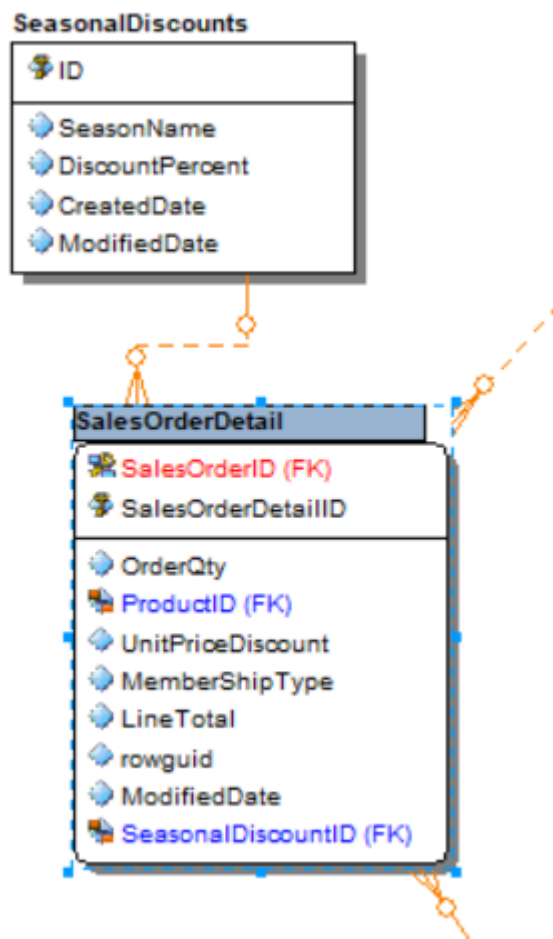 SeasonalDiscounts
ID
SeasonName
DiscountPercent
CreatedDate
ModifiedDate
SalesOrderDetail
SalesOrderID (FK)
SalesOrderDetailID
OrderQty
ProductID (FK)
UnitPriceDiscount
MemberShipType
LineTotal
rowguid
ModifiedDate
SeasonalDiscountID (FK)